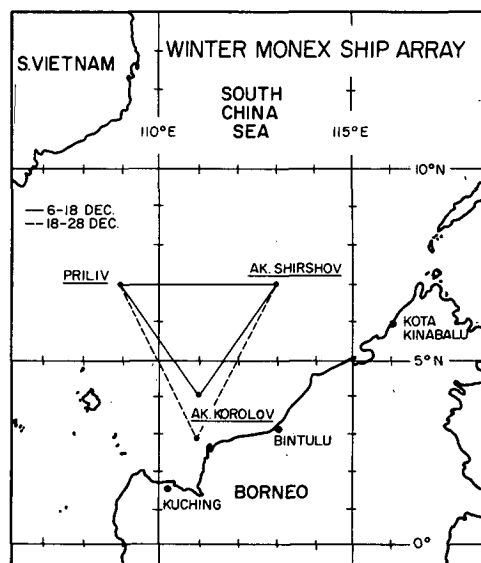 WINTER MONEX SHIP ARRAY
S. VIETNAM
SOUTH
CHINA
SEA
110°E
115°E
10°N
6-18 DEC.
18-28 DEC.
PRILIV
AK. SHIRSHOV
KOTA
KINABALU
5°N
AK. KOROLOV
BINTULU
KUCHING
BORNEO
0°